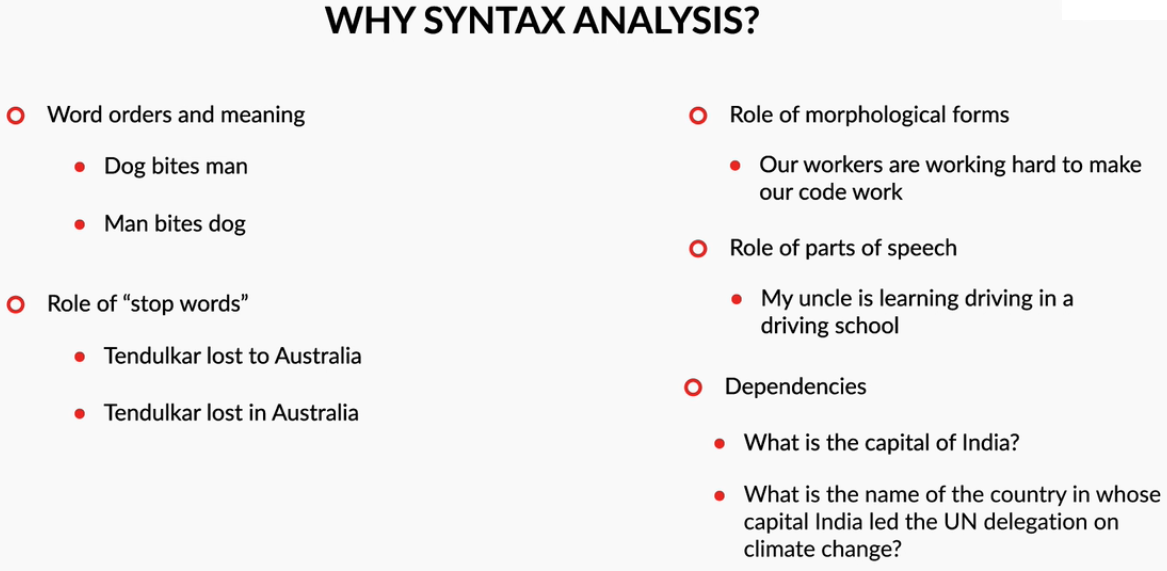 WHY SYNTAX ANALYSIS?
Word orders and meaning
Dog bites man
Man bites dog
Role of “stop words”
Tendulkar lost to Australia
Tendulkar lost in Australia
Role of morphological forms
Our workers are working hard to make
our code work
Role of parts of speech
My uncle is learning driving in a
driving school
Dependencies
What is the capital of India?
What is the name of the country in whose
capital India led the UN delegation on
climate change?